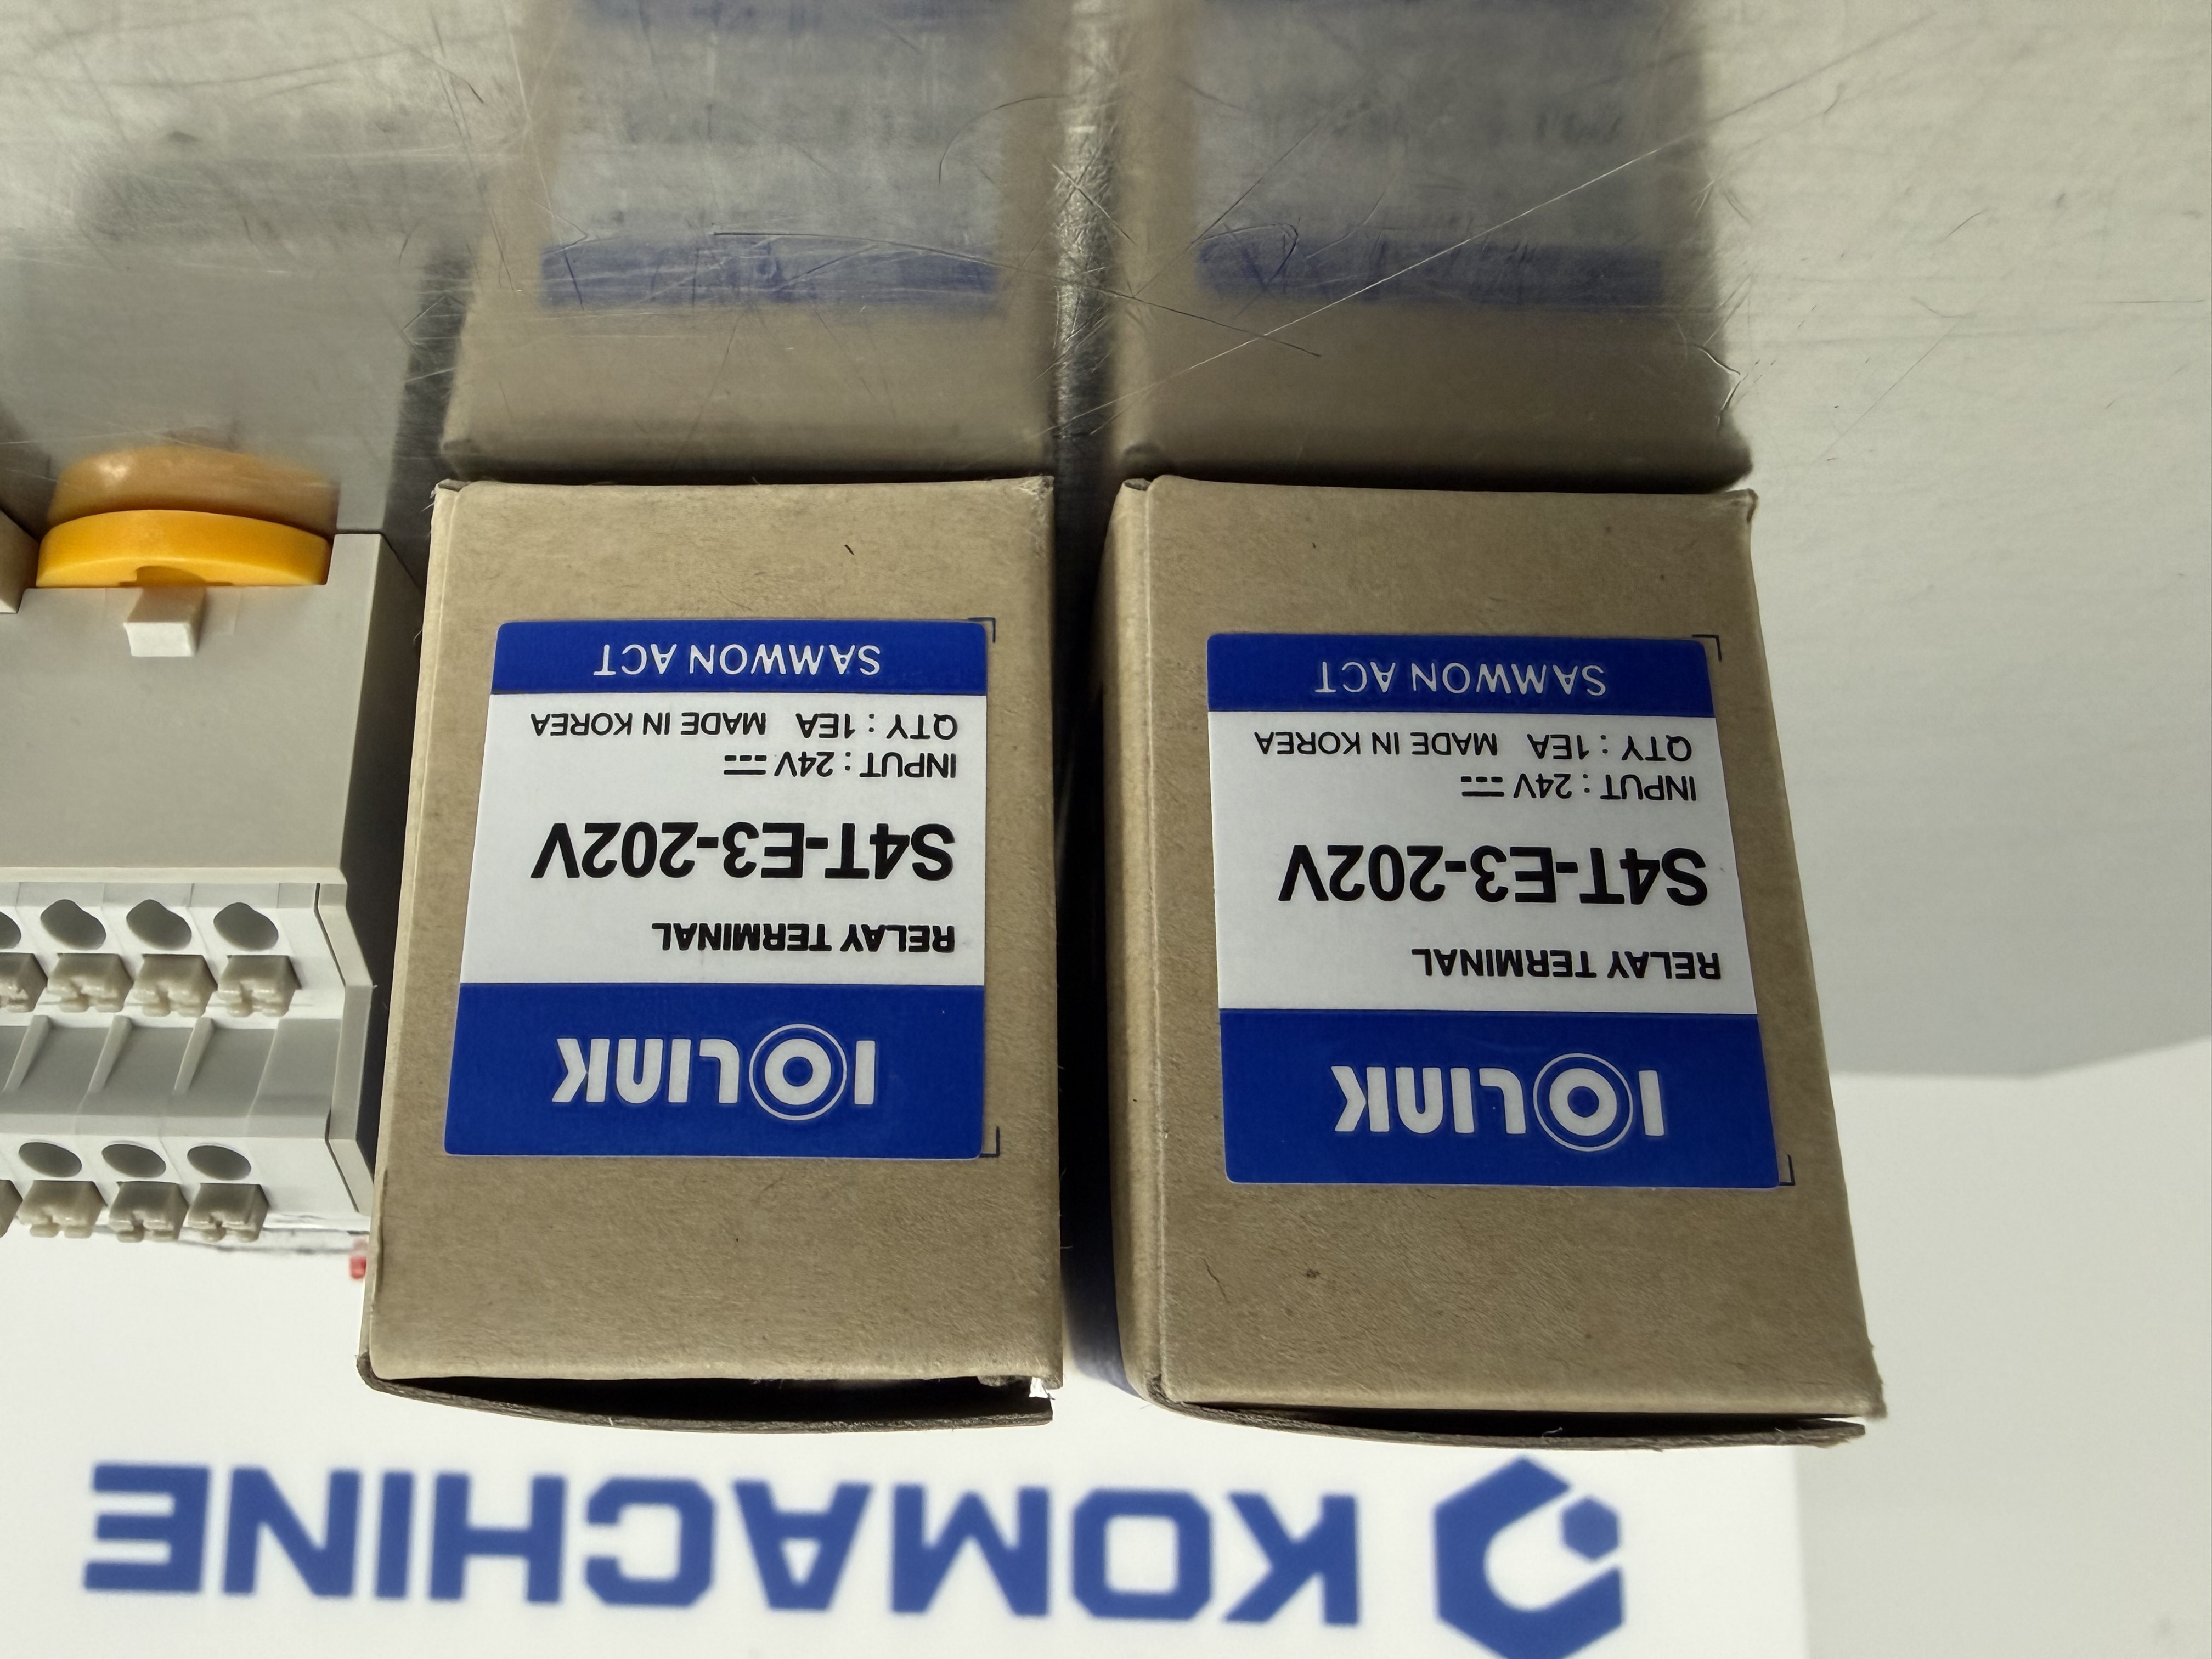 IOLINK
RELAY TERMINAL
S4T-E3-202V
INPUT : 24V ⎓
QTY : 1EA MADE IN KOREA
SAMWON ACT
IOLINK
RELAY TERMINAL
S4T-E3-202V
INPUT : 24V ⎓
QTY : 1EA MADE IN KOREA
SAMWON ACT
KOMACHINE